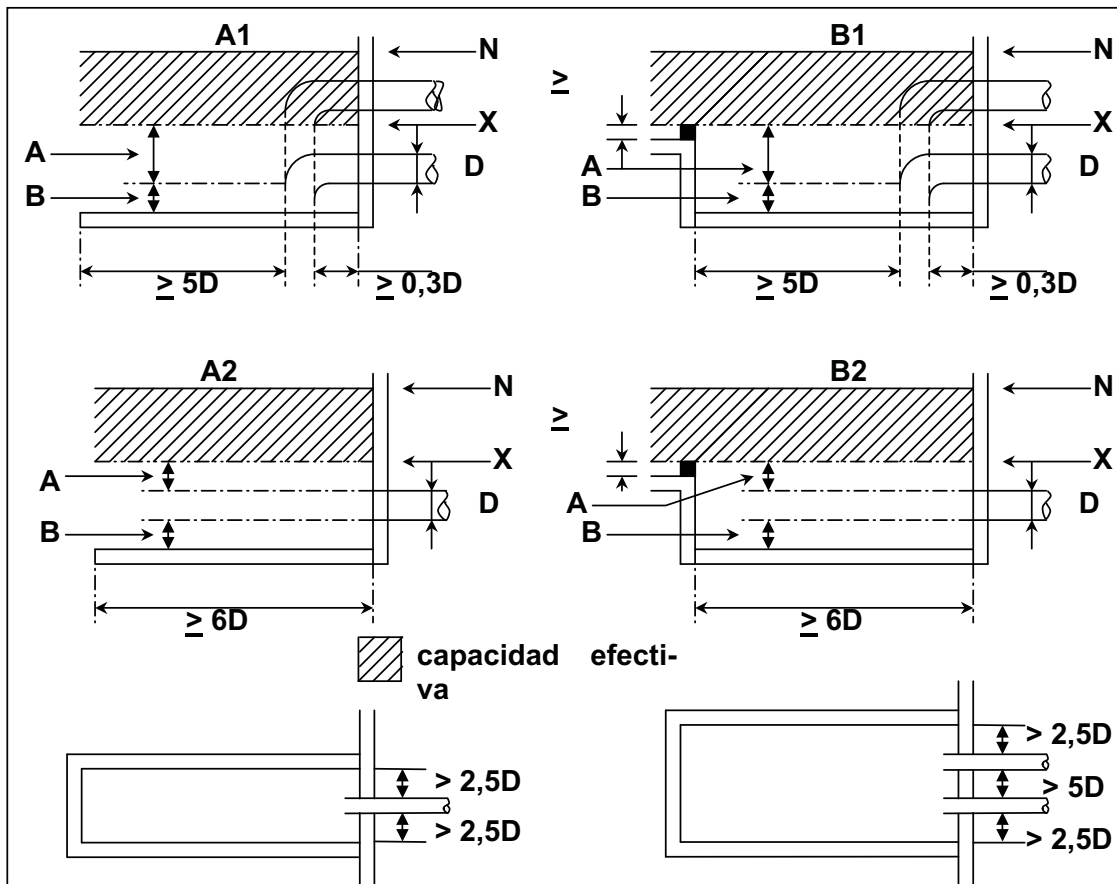 A1
N
X
A
D
B
≥ 5D
≥ 0,3D
B1
N
≥
X
A
D
B
≥ 5D
≥ 0,3D
A2
N
X
A
D
B
≥ 6D
B2
N
≥
X
A
D
B
≥ 6D
capacidad efecti-
va
> 2,5D
> 2,5D
> 2,5D
> 5D
> 2,5D